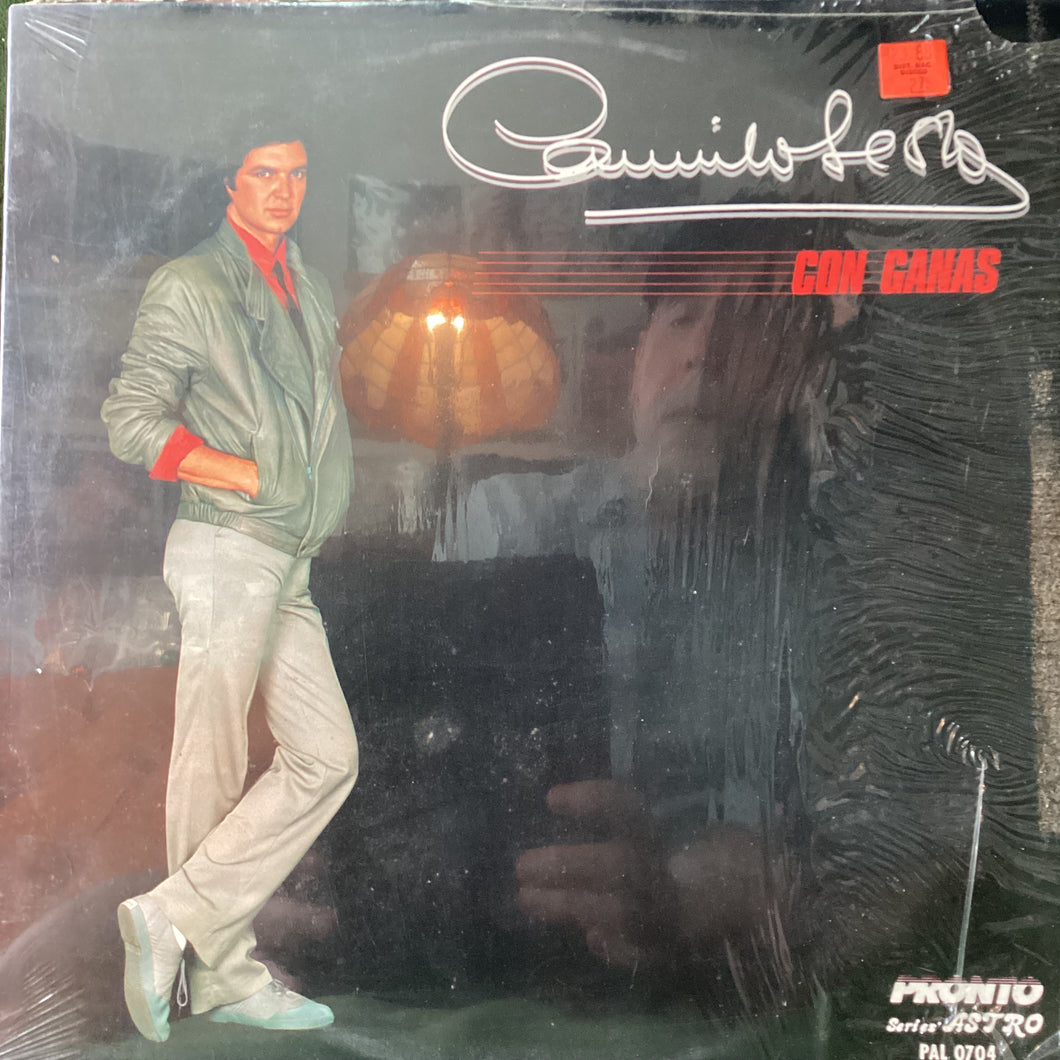 Camilo Sesto
CON GANAS
PRONTO
Series ASTRO
PAL 0704